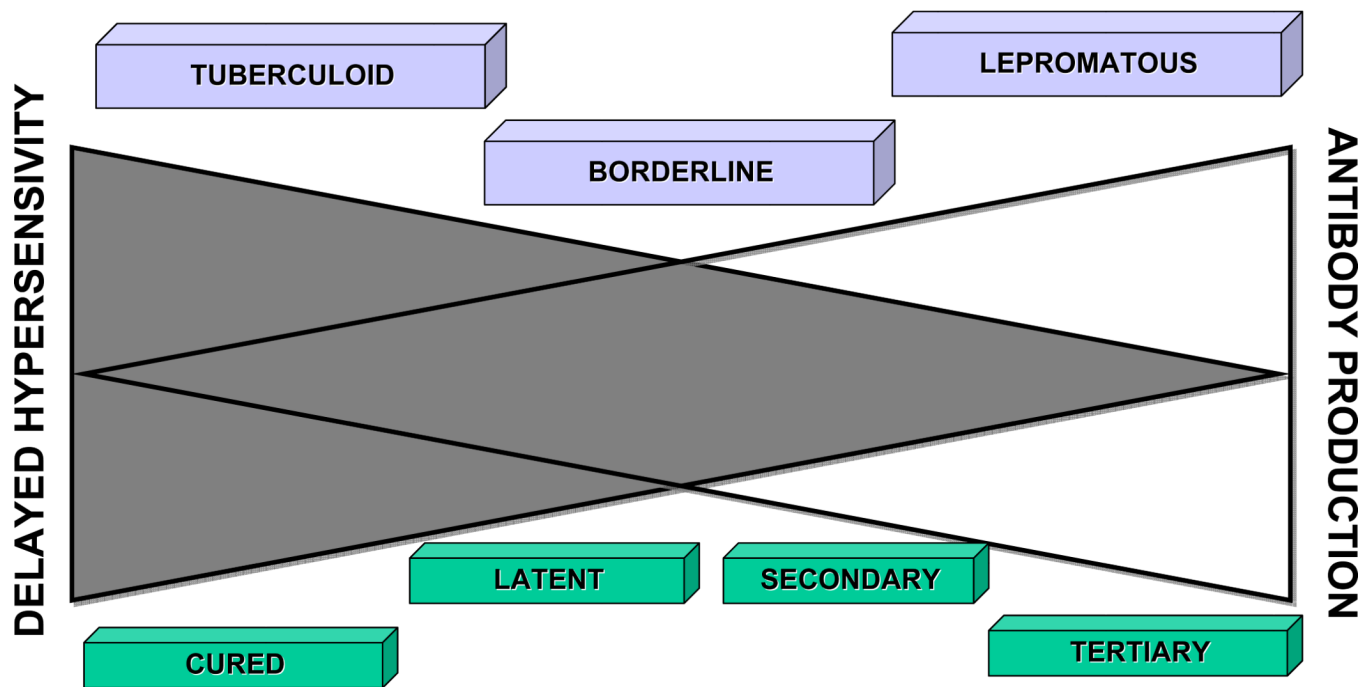 TUBERCULOID
LEPROMATOUS
BORDERLINE
DELAYED HYPERSENSIVITY
ANTIBODY PRODUCTION
LATENT
SECONDARY
CURED
TERTIARY